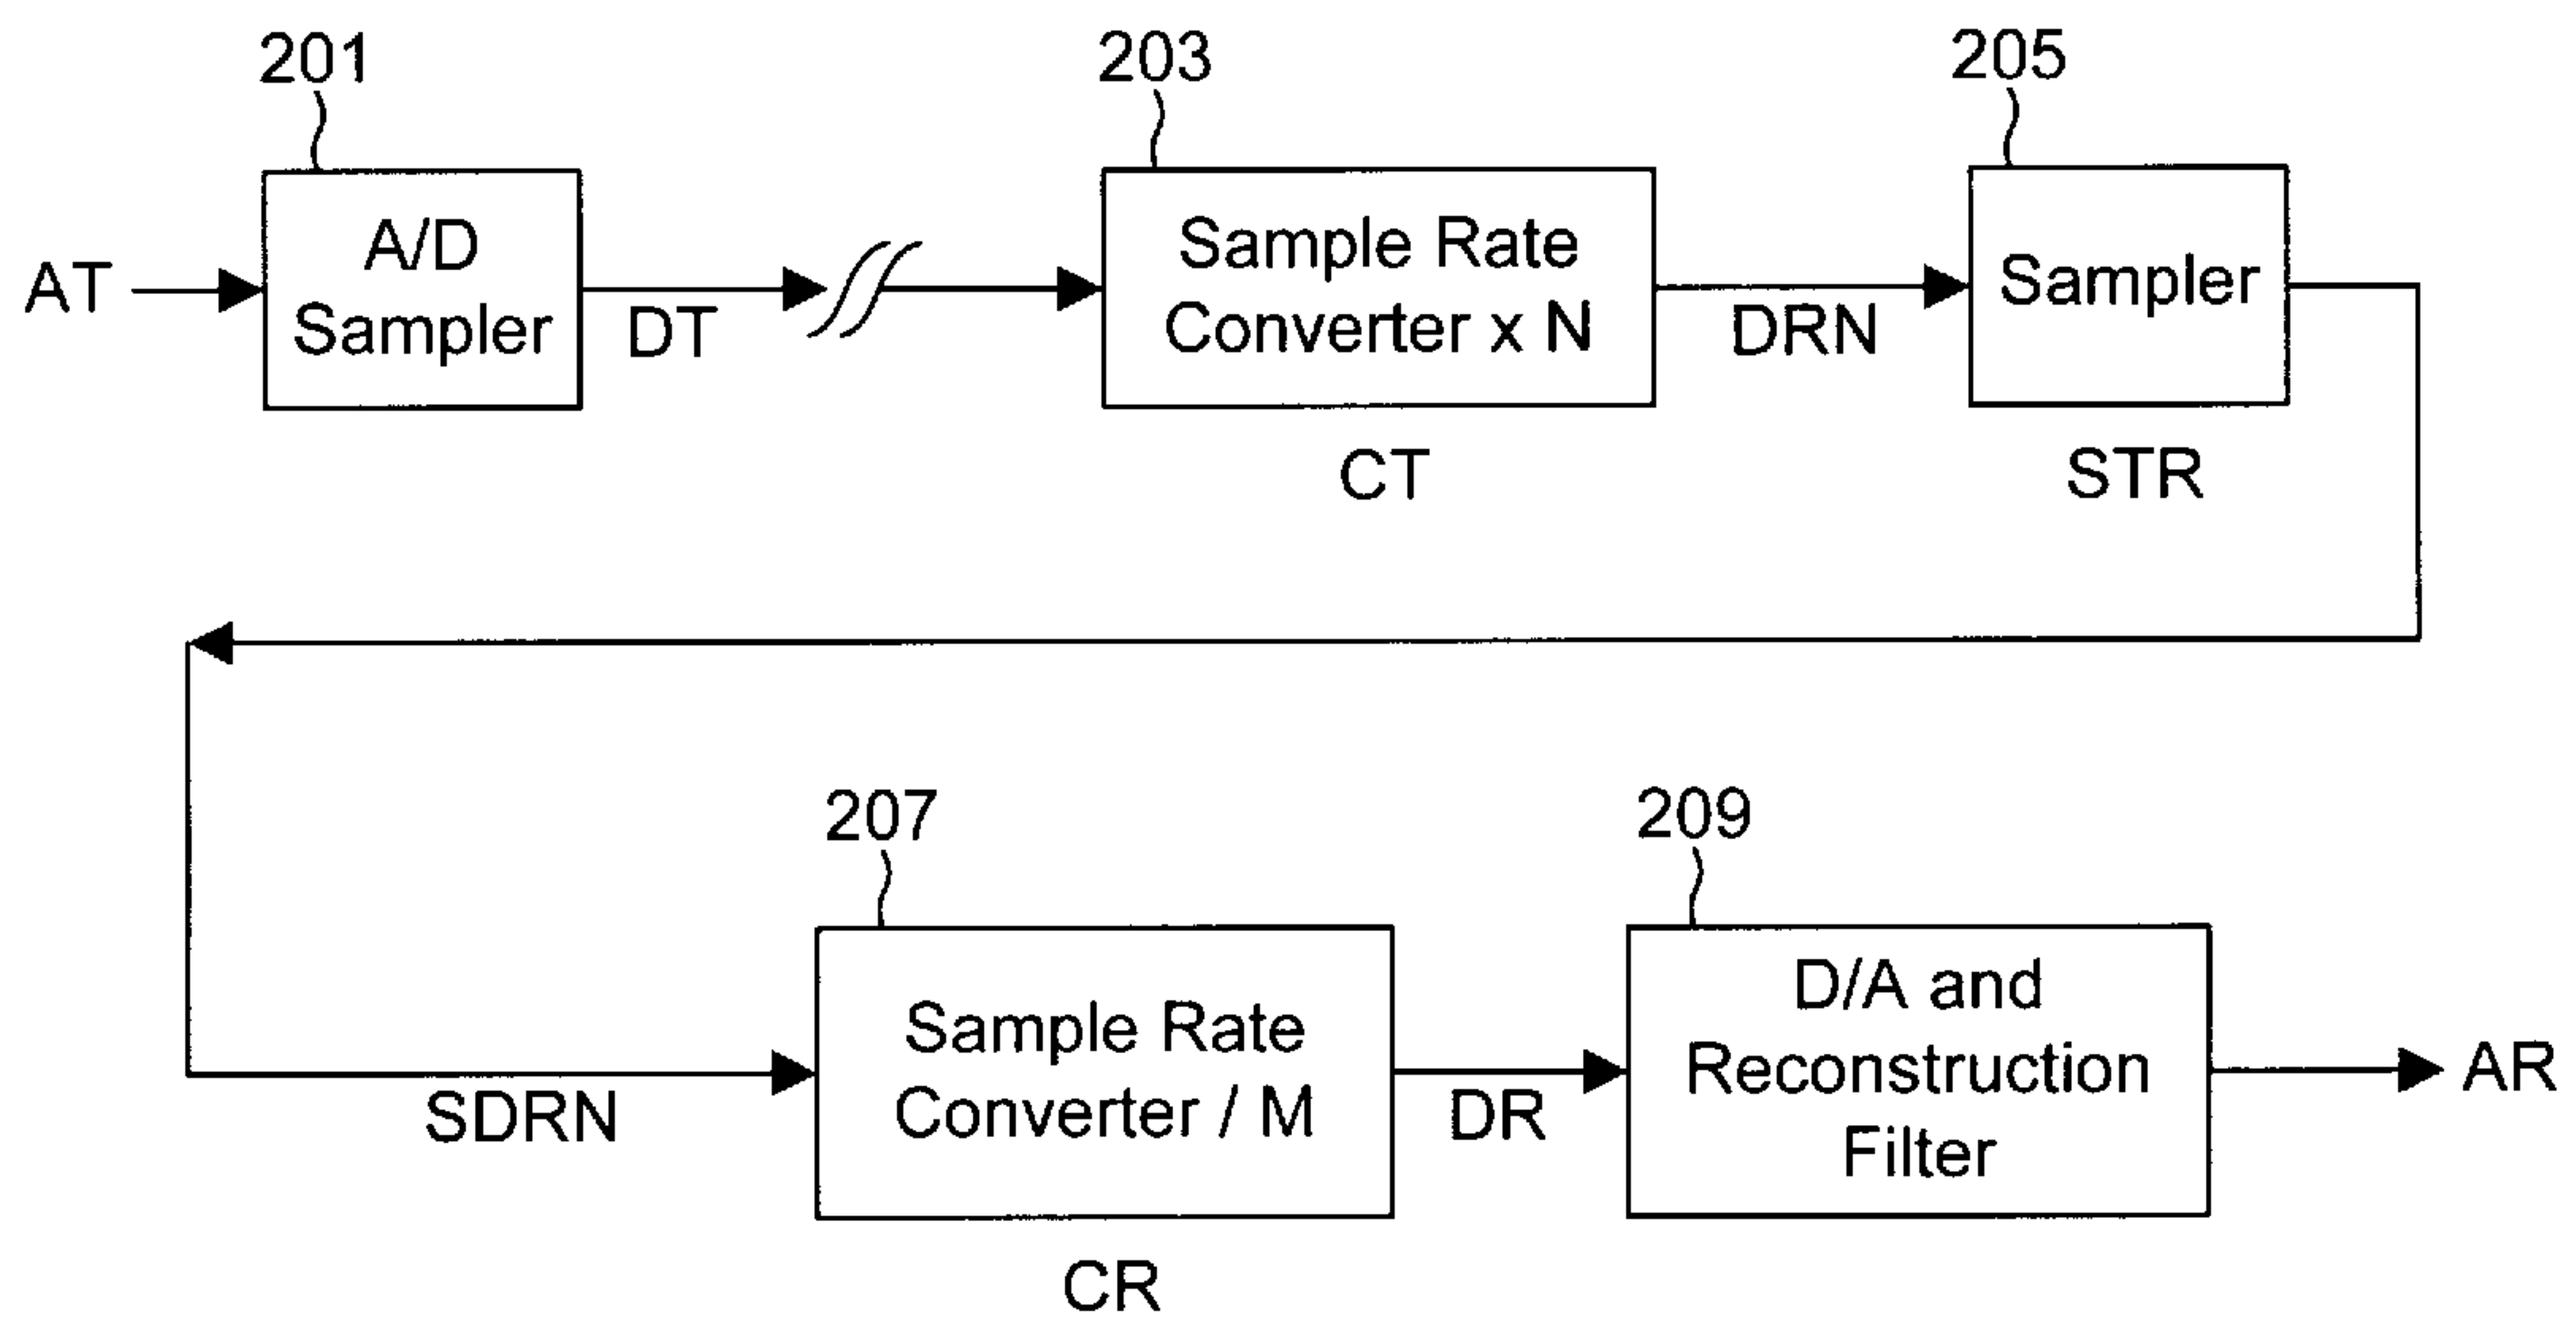 201
203
205
AT
A/D
Sampler
DT
Sample Rate
Converter x N
CT
DRN
Sampler
STR
207
209
SDRN
Sample Rate
Converter / M
CR
DR
D/A and
Reconstruction
Filter
AR